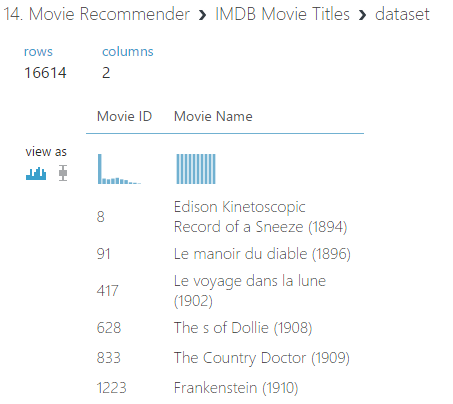 14. Movie Recommender › IMDB Movie Titles › dataset
rows columns
16614 2
Movie ID Movie Name
view as
8 Edison Kinetoscopic
Record of a Sneeze (1894)
91 Le manoir du diable (1896)
417 Le voyage dans la lune
(1902)
628 The s of Dollie (1908)
833 The Country Doctor (1909)
1223 Frankenstein (1910)